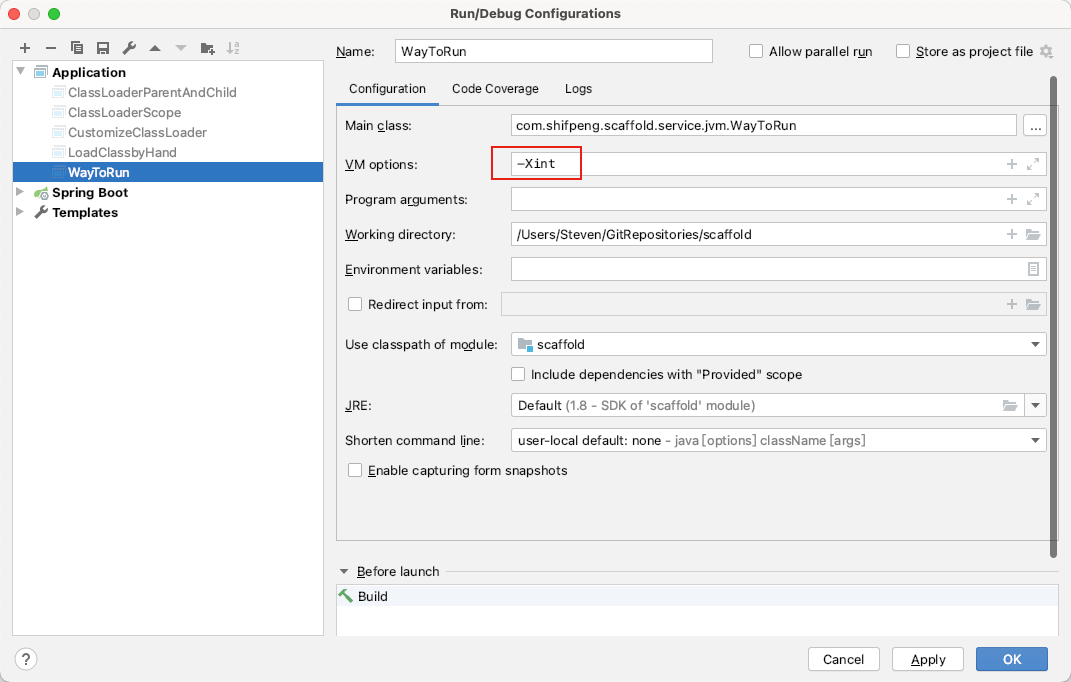 Run/Debug Configurations
Name: WayToRun
Allow parallel run
Store as project file
Application
ClassLoaderParentAndChild
ClassLoaderScope
CustomizeClassLoader
LoadClassbyHand
WayToRun
Spring Boot
Templates
Configuration Code Coverage Logs
Main class: com.shifpeng.scaffold.service.jvm.WayToRun ...
VM options: -Xint
Program arguments:
Working directory: /Users/Steven/GitRepositories/scaffold
Environment variables:
Redirect input from:
Use classpath of module: scaffold
Include dependencies with "Provided" scope
JRE: Default (1.8 - SDK of 'scaffold' module)
Shorten command line: user-local default: none - java [options] className [args]
Enable capturing form snapshots
Before launch
Build
? Cancel Apply OK